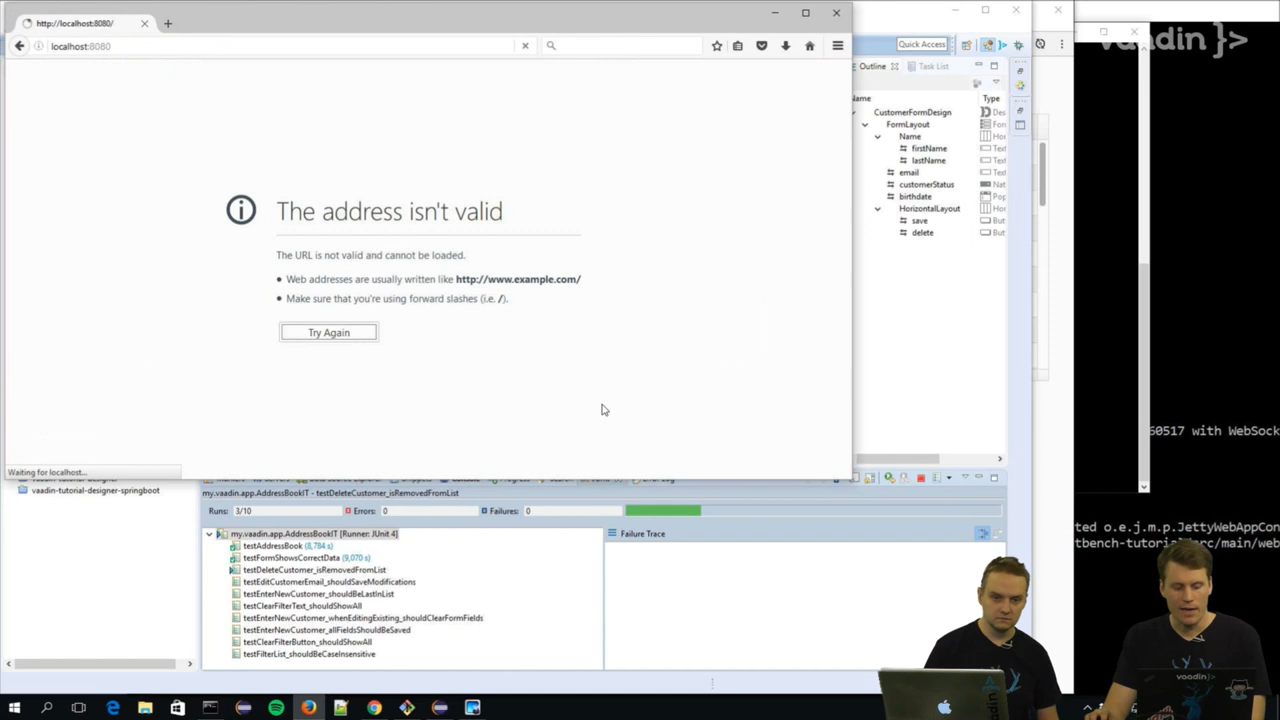 http://localhost:8080/
localhost:8080
Quick Access
vaadin}>
Outline
Task List
Name
Type
CustomerFormDesign
FormLayout
Name
firstName
lastName
email
customerStatus
birthdate
HorizontalLayout
save
delete
The address isn't valid
The URL is not valid and cannot be loaded.
Web addresses are usually written like http://www.example.com/
Make sure that you're using forward slashes (i.e. /).
Try Again
60517 with WebSock
Waiting for localhost...
vaadin-tutorial-designer-springboot
my.vaadin.app.AddressBookIT - testDeleteCustomer_isRemovedFromList
Runs: 3/10
Errors: 0
Failures: 0
my.vaadin.app.AddressBookIT [Runner: JUnit 4]
Failure Trace
testAddressBook (8,784 s)
testFormShowsCorrectData (9,070 s)
testDeleteCustomer_isRemovedFromList
testEditCustomerEmail_shouldSaveModifications
testEnterNewCustomer_shouldBeLastInList
testClearFilterText_shouldShowAll
testEnterNewCustomer_whenEditingExisting_shouldClearFormFields
testEnterNewCustomer_allFieldsShouldBeSaved
testClearFilterButton_shouldShowAll
testFilterList_shouldBeCaseInsensitive
ted o.e.j.m.p.JettyWebAppCon
tbench-tutorial
rc/main/web
vaadin}>